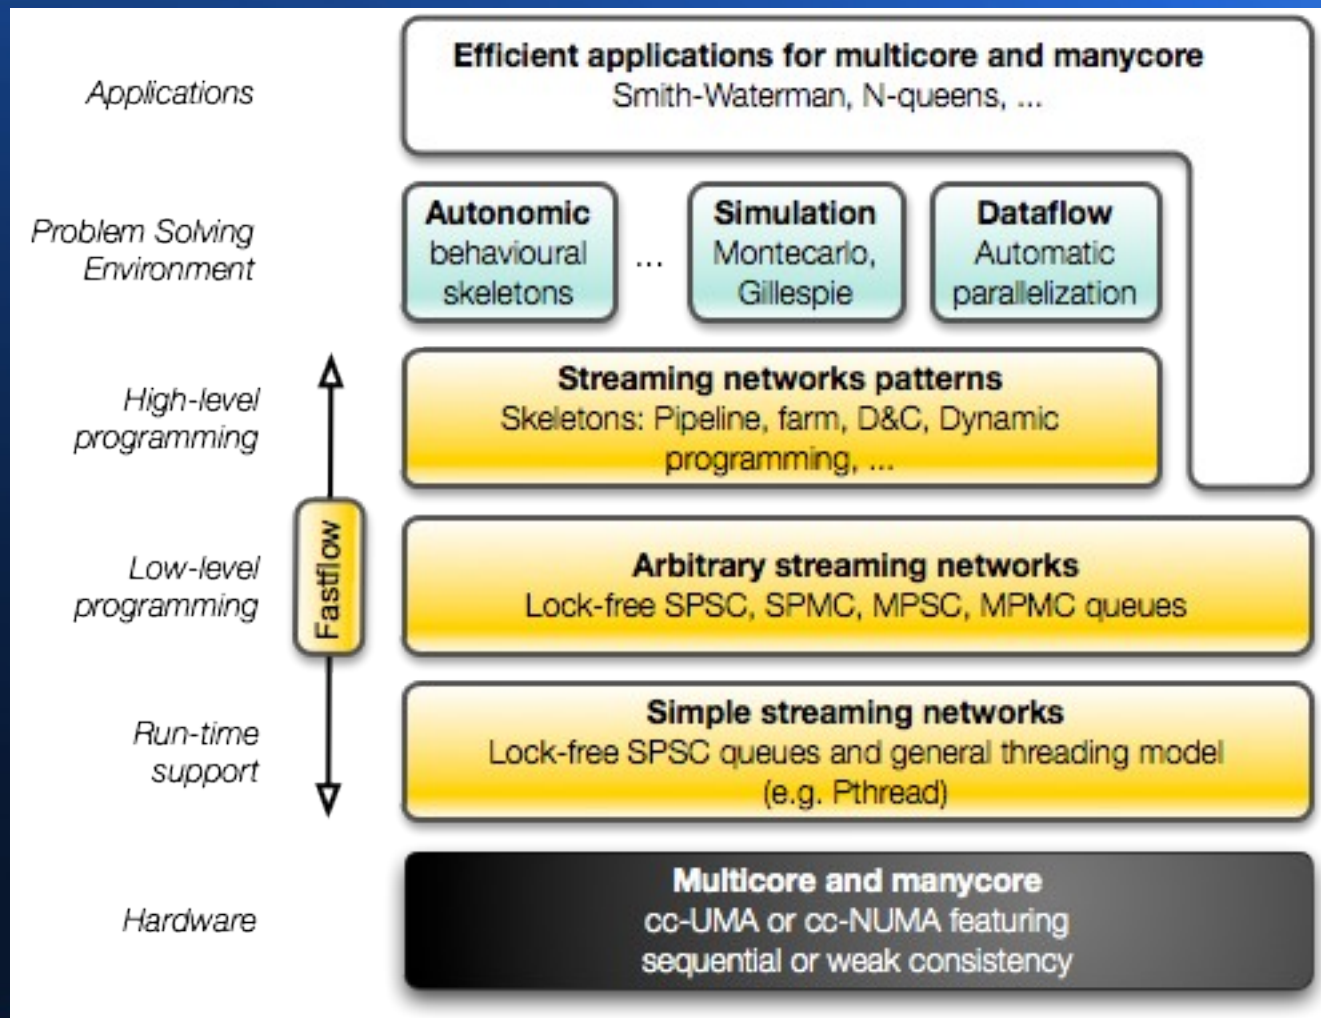 Applications
Efficient applications for multicore and manycore
Smith-Waterman, N-queens, ...
Problem Solving
Environment
Autonomic
behavioural
skeletons
...
Simulation
Montecarlo,
Gillespie
Dataflow
Automatic
parallelization
High-level
programming
Streaming networks patterns
Skeletons: Pipeline, farm, D&C, Dynamic
programming, ...
Fastflow
Low-level
programming
Arbitrary streaming networks
Lock-free SPSC, SPMC, MPSC, MPMC queues
Run-time
support
Simple streaming networks
Lock-free SPSC queues and general threading model
(e.g. Pthread)
Hardware
Multicore and manycore
cc-UMA or cc-NUMA featuring
sequential or weak consistency